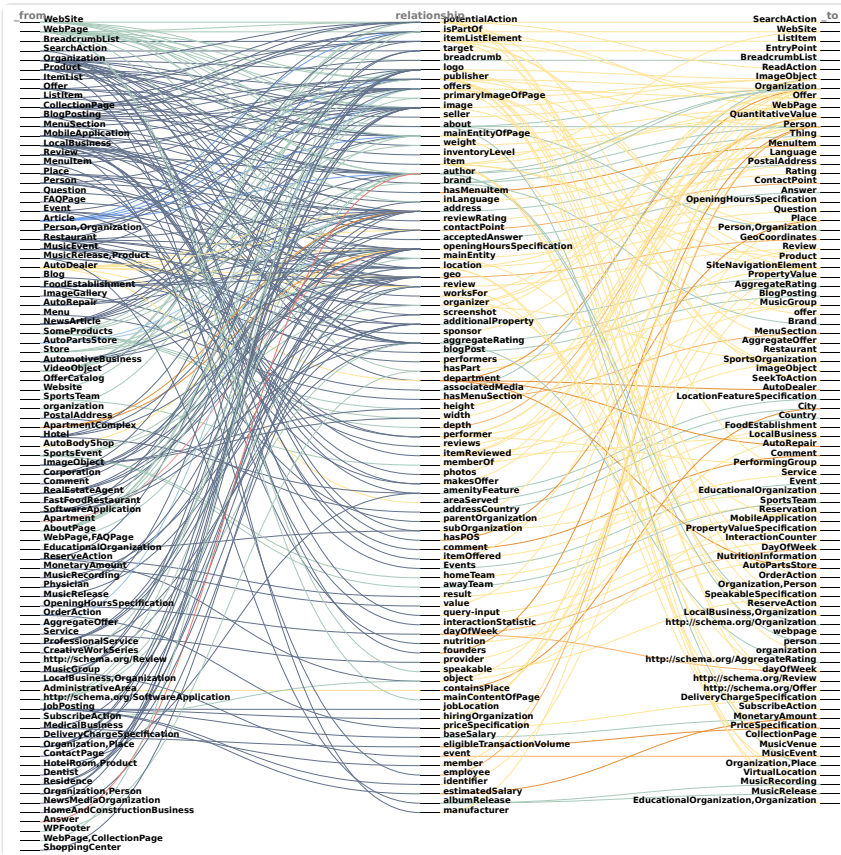 _from
WebSite
WebPage
BreadcrumbList
SearchAction
Organization
Product
ItemList
Offer
ListItem
CollectionPage
BlogPosting
MenuSection
MobileApplication
LocalBusiness
Review
MenuItem
Place
Person
Question
FAQPage
Event
Article
Person,Organization
Restaurant
MusicEvent
MusicRelease,Product
AutoDealer
Blog
FoodEstablishment
ImageGallery
AutoRepair
Menu
NewsArticle
SomeProducts
AutoPartsStore
Store
AutomotiveBusiness
VideoObject
OfferCatalog
Website
SportsTeam
organization
PostalAddress
ApartmentComplex
Hotel
AutoBodyShop
SportsEvent
ImageObject
Corporation
Comment
RealEstateAgent
FastFoodRestaurant
SoftwareApplication
Apartment
AboutPage
WebPage,FAQPage
EducationalOrganization
ReserveAction
MonetaryAmount
MusicRecording
Physician
MusicRelease
OpeningHoursSpecification
OrderAction
AggregateOffer
Service
ProfessionalService
CreativeWorkSeries
http://schema.org/Review
MusicGroup
LocalBusiness,Organization
AdministrativeArea
http://schema.org/SoftwareApplication
JobPosting
SubscribeAction
MedicalBusiness
DeliveryChargeSpecification
Organization,Place
ContactPage
HotelRoom,Product
Dentist
Residence
Organization,Person
NewsMediaOrganization
HomeAndConstructionBusiness
Answer
WPFooter
WebPage,CollectionPage
ShoppingCenter
relationship
potentialAction
isPartOf
itemListElement
target
breadcrumb
logo
publisher
offers
primaryImageOfPage
image
seller
about
mainEntityOfPage
weight
inventoryLevel
item
author
brand
hasMenuItem
inLanguage
address
reviewRating
contactPoint
acceptedAnswer
openingHoursSpecification
mainEntity
location
geo
review
worksFor
organizer
screenshot
additionalProperty
sponsor
aggregateRating
blogPost
performers
hasPart
department
associatedMedia
hasMenuSection
height
width
depth
performer
reviews
itemReviewed
memberOf
photos
makesOffer
amenityFeature
areaServed
addressCountry
parentOrganization
subOrganization
hasPOS
comment
itemOffered
Events
homeTeam
awayTeam
result
value
query-input
interactionStatistic
dayOfWeek
nutrition
founders
provider
speakable
object
containsPlace
mainContentOfPage
jobLocation
hiringOrganization
priceSpecification
baseSalary
eligibleTransactionVolume
event
member
employee
identifier
estimatedSalary
albumRelease
manufacturer
_to
SearchAction
WebSite
ListItem
EntryPoint
BreadcrumbList
ReadAction
ImageObject
Organization
Offer
WebPage
QuantitativeValue
Person
Thing
MenuItem
Language
PostalAddress
Rating
ContactPoint
Answer
OpeningHoursSpecification
Question
Place
Person,Organization
GeoCoordinates
Review
Product
SiteNavigationElement
PropertyValue
AggregateRating
BlogPosting
MusicGroup
offer
Brand
MenuSection
AggregateOffer
Restaurant
SportsOrganization
imageObject
SeekToAction
AutoDealer
LocationFeatureSpecification
City
Country
FoodEstablishment
LocalBusiness
AutoRepair
Comment
PerformingGroup
Service
Event
EducationalOrganization
SportsTeam
Reservation
MobileApplication
PropertyValueSpecification
InteractionCounter
DayOfWeek
NutritionInformation
AutoPartsStore
OrderAction
Organization,Person
SpeakableSpecification
ReserveAction
LocalBusiness,Organization
http://schema.org/Organization
webpage
person
organization
http://schema.org/AggregateRating
dayOfWeek
http://schema.org/Review
http://schema.org/Offer
DeliveryChargeSpecification
SubscribeAction
MonetaryAmount
PriceSpecification
CollectionPage
MusicVenue
MusicEvent
Organization,Place
VirtualLocation
MusicRecording
MusicRelease
EducationalOrganization,Organization